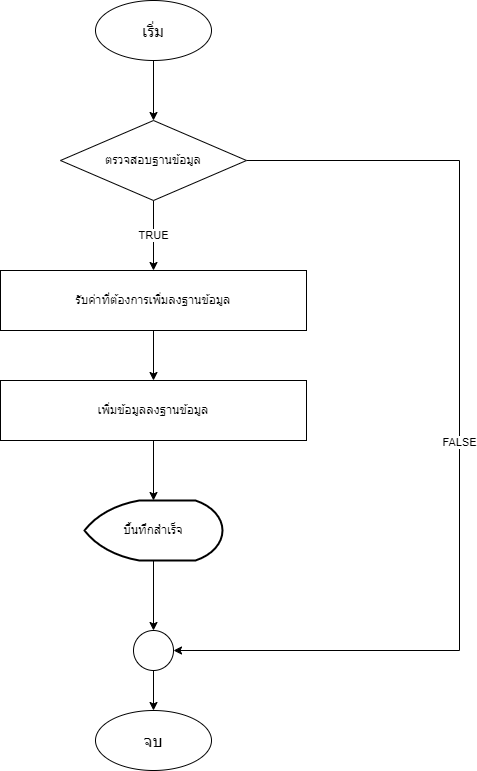 เริ่ม
ตรวจสอบฐานข้อมูล
TRUE
รับค่าที่ต้องการเพิ่มลงฐานข้อมูล
เพิ่มข้อมูลลงฐานข้อมูล
FALSE
บึ้นทึกสำเร็จ
จบ